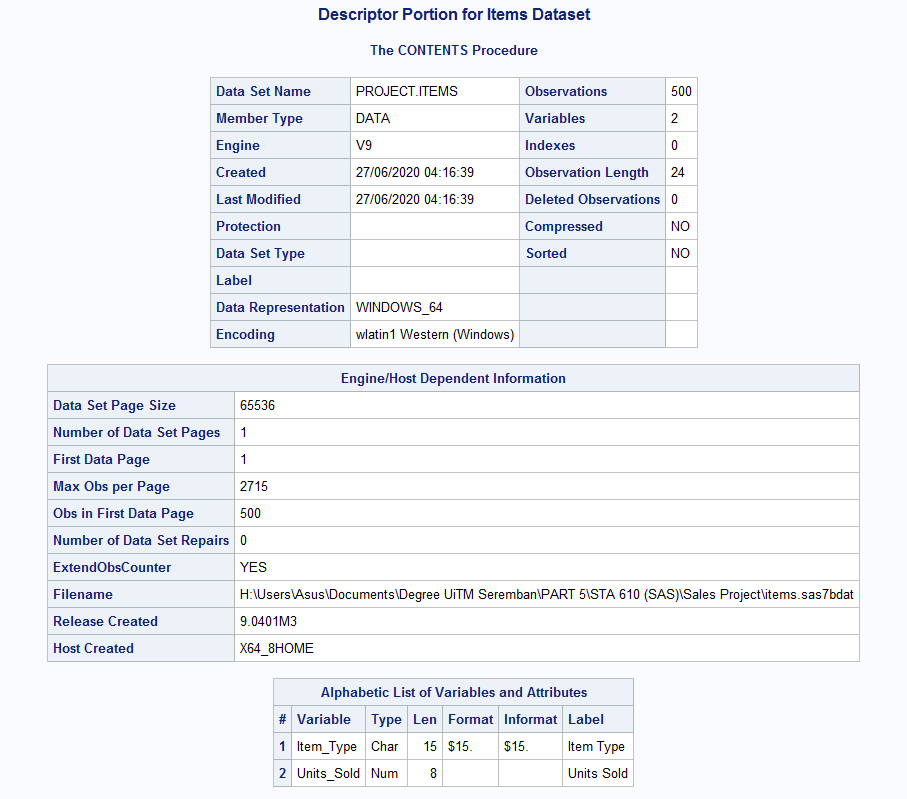 Descriptor Portion for Items Dataset
The CONTENTS Procedure
Data Set Name PROJECT.ITEMS Observations 500
Member Type DATA Variables 2
Engine V9 Indexes 0
Created 27/06/2020 04:16:39 Observation Length 24
Last Modified 27/06/2020 04:16:39 Deleted Observations 0
Protection Compressed NO
Data Set Type Sorted NO
Label
Data Representation WINDOWS_64
Encoding wlatin1 Western (Windows)
Engine/Host Dependent Information
Data Set Page Size 65536
Number of Data Set Pages 1
First Data Page 1
Max Obs per Page 2715
Obs in First Data Page 500
Number of Data Set Repairs 0
ExtendObsCounter YES
Filename H:\Users\Asus\Documents\Degree UiTM Seremban\PART 5\STA 610 (SAS)\Sales Project\items.sas7bdat
Release Created 9.0401M3
Host Created X64_8HOME
Alphabetic List of Variables and Attributes
# Variable Type Len Format Informat Label
1 Item_Type Char 15 $15. $15. Item Type
2 Units_Sold Num 8 Units Sold